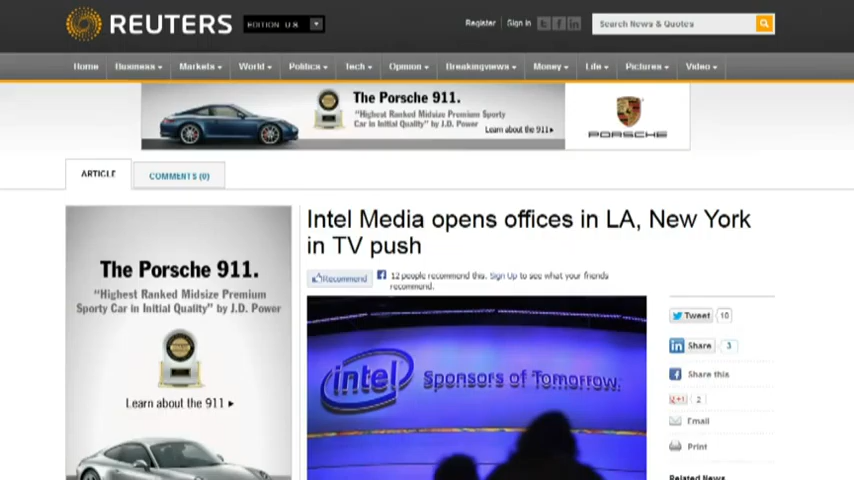 REUTERS
EDITION U.S.
Register
Sign In
Search News & Quotes
Home Business Markets World Politics Tech Opinion Breakingviews Money Life Pictures Video
The Porsche 911.
"Highest Ranked Midsize Premium Sporty
Car in Initial Quality" by J.D. Power
Learn about the 911
PORSCHE
ARTICLE
COMMENTS (0)
The Porsche 911.
"Highest Ranked Midsize Premium
Sporty Car in Initial Quality" by J.D. Power
Learn about the 911
Intel Media opens offices in LA, New York
in TV push
Recommend
12 people recommend this. Sign Up to see what your friends
recommend.
intel
Sponsors of Tomorrow.
Tweet 10
Share 3
Share this
+1 2
Email
Print
Related News